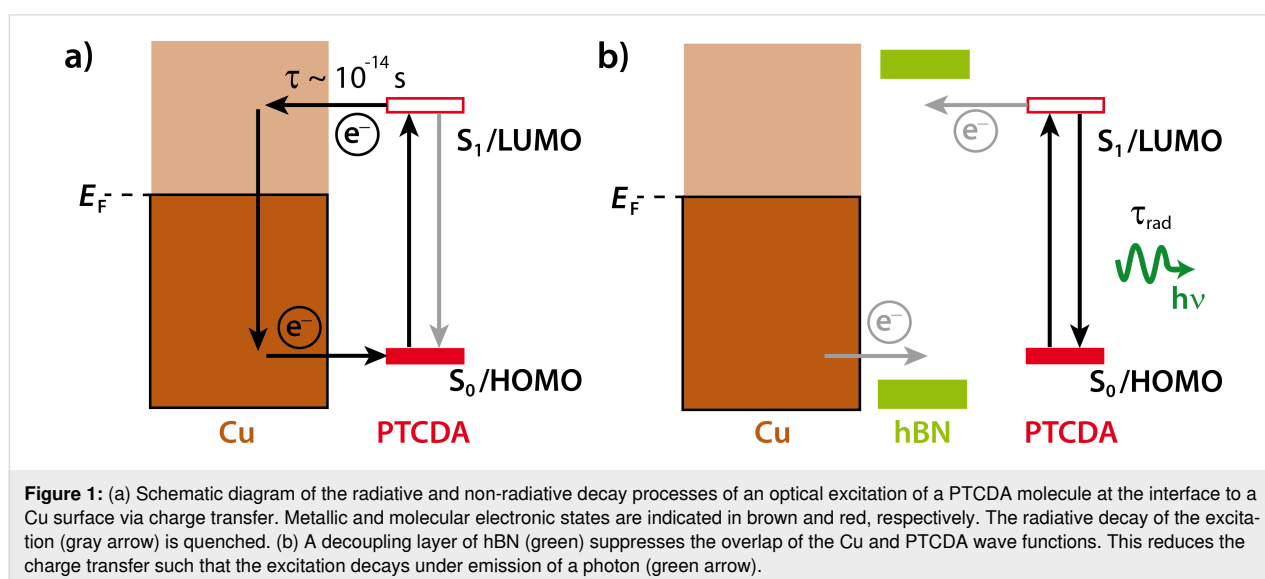 a)
τ ~ 10⁻¹⁴ s
e⁻
S₁/LUMO
E_F
e⁻
S₀/HOMO
Cu
PTCDA
b)
e⁻
S₁/LUMO
E_F
τ_rad
hν
e⁻
S₀/HOMO
Cu
hBN
PTCDA
Figure 1: (a) Schematic diagram of the radiative and non-radiative decay processes of an optical excitation of a PTCDA molecule at the interface to a
Cu surface via charge transfer. Metallic and molecular electronic states are indicated in brown and red, respectively. The radiative decay of the excita-
tion (gray arrow) is quenched. (b) A decoupling layer of hBN (green) suppresses the overlap of the Cu and PTCDA wave functions. This reduces the
charge transfer such that the excitation decays under emission of a photon (green arrow).